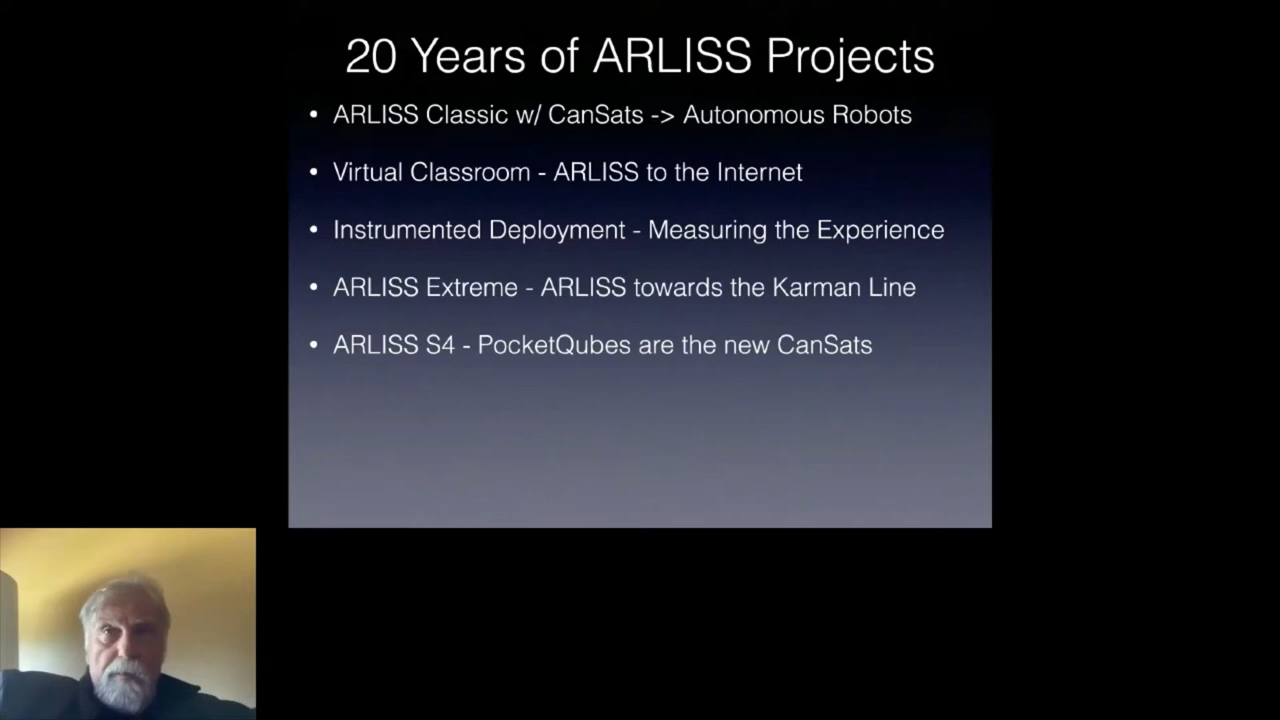 20 Years of ARLISS Projects
• ARLISS Classic w/ CanSats -> Autonomous Robots
• Virtual Classroom - ARLISS to the Internet
• Instrumented Deployment - Measuring the Experience
• ARLISS Extreme - ARLISS towards the Karman Line
• ARLISS S4 - PocketQubes are the new CanSats